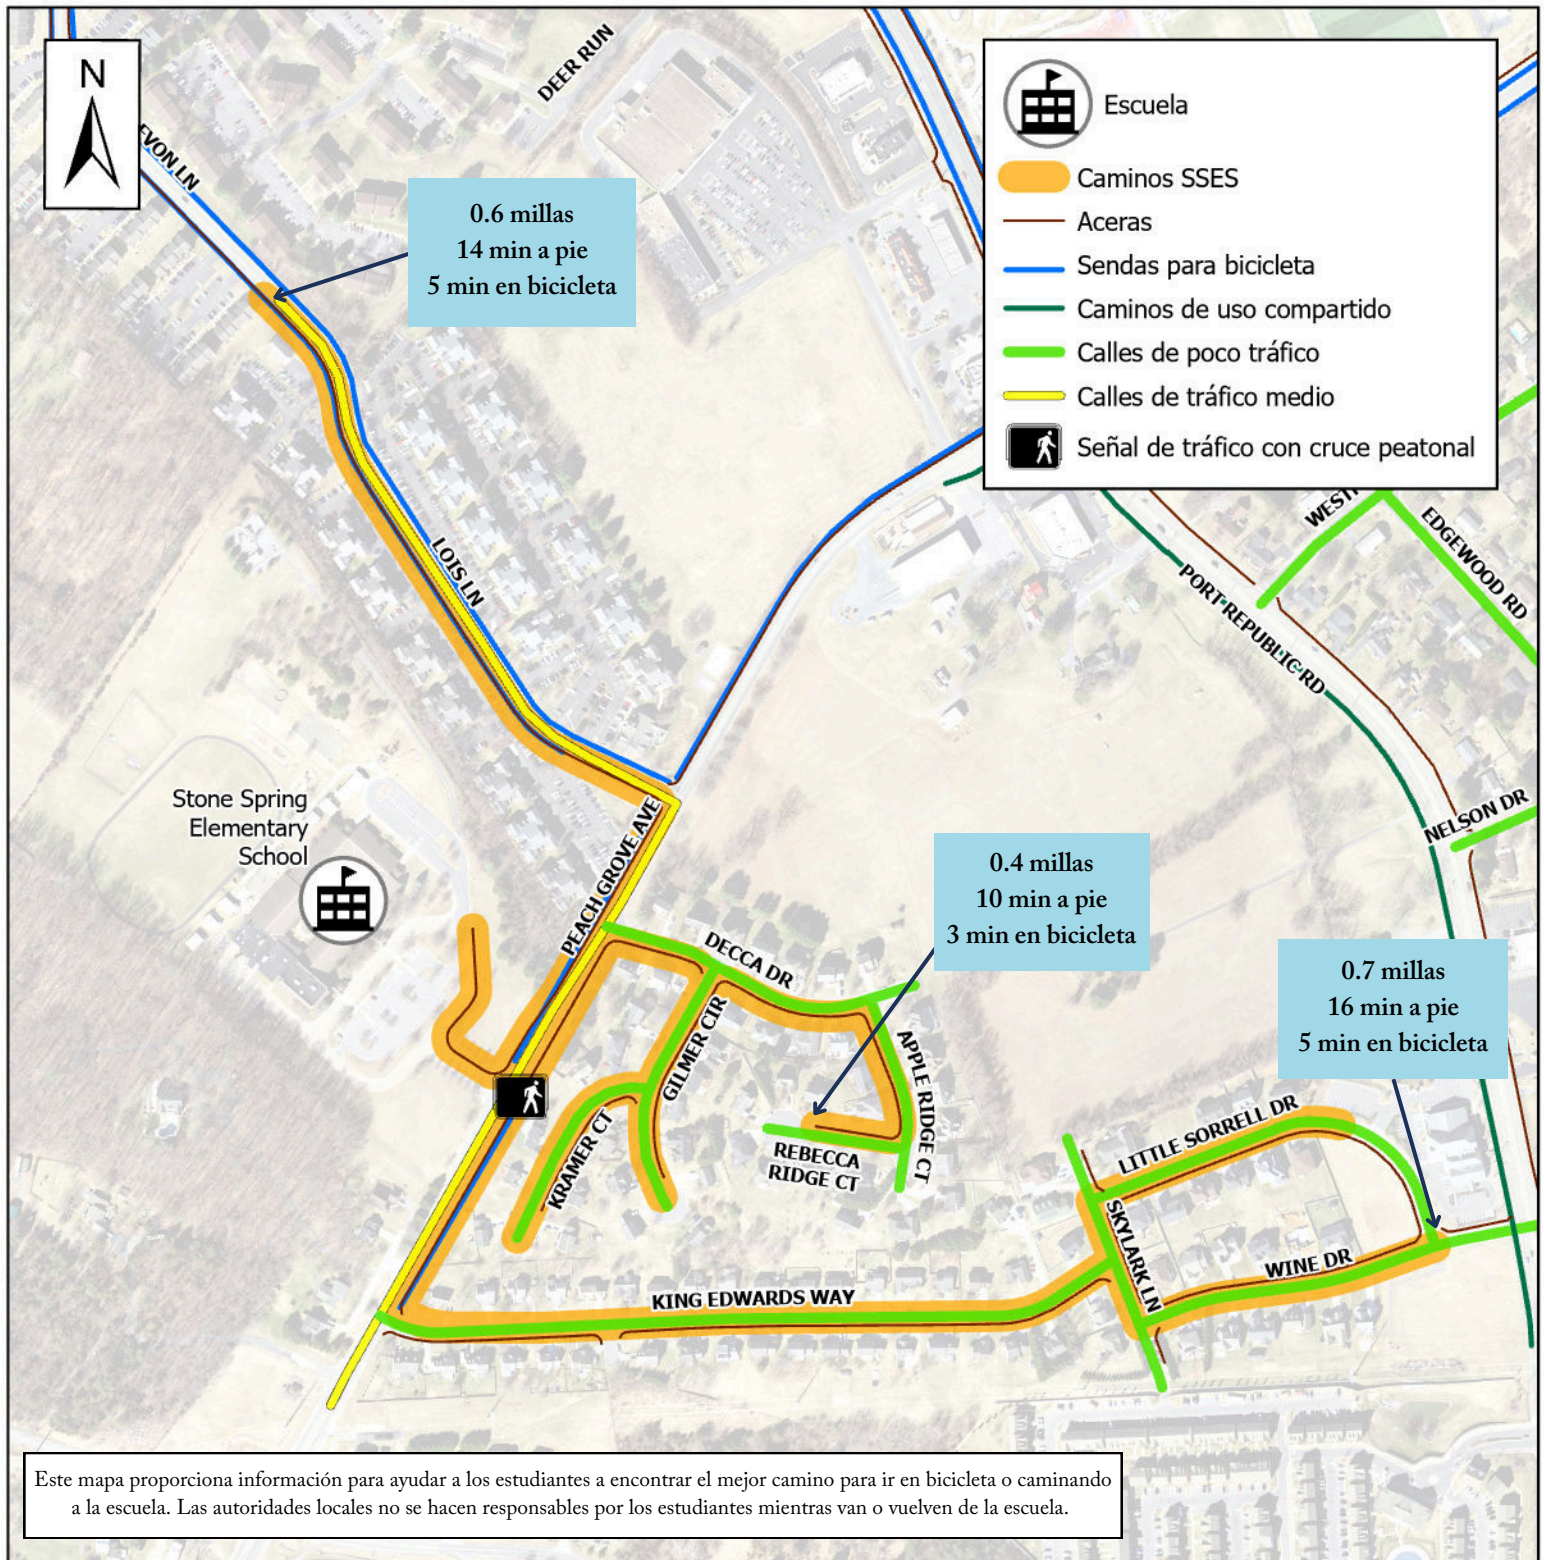 N
DEER RUN
EVON LN
0.6 millas
14 min a pie
5 min en bicicleta
Escuela
Caminos SSES
Aceras
Sendas para bicicleta
Caminos de uso compartido
Calles de poco tráfico
Calles de tráfico medio
Señal de tráfico con cruce peatonal
EDGEWOOD RD
LOIS LN
PORT REPUBLIC RD
Stone Spring
Elementary
School
NELSON DR
PEACH GROVE AVE
0.4 millas
10 min a pie
3 min en bicicleta
DECCA DR
0.7 millas
16 min a pie
5 min en bicicleta
GILMER CIR
APPLE RIDGE CT
KRAMER CT
REBECCA
RIDGE CT
LITTLE SORRELL DR
SKYLARK LN
WINE DR
KING EDWARDS WAY
Este mapa proporciona información para ayudar a los estudiantes a encontrar el mejor camino para ir en bicicleta o caminando
a la escuela. Las autoridades locales no se hacen responsables por los estudiantes mientras van o vuelven de la escuela.